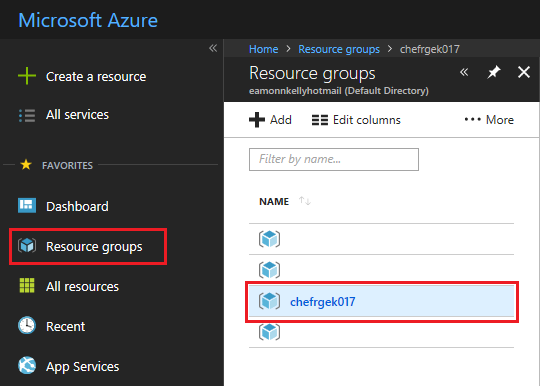 Microsoft Azure
Create a resource
All services
FAVORITES
Dashboard
Resource groups
All resources
Recent
App Services
Home > Resource groups > chefrgek017
Resource groups
eamonnkellyhotmail (Default Directory)
Add Edit columns ··· More
Filter by name...
NAME
chefrgek017